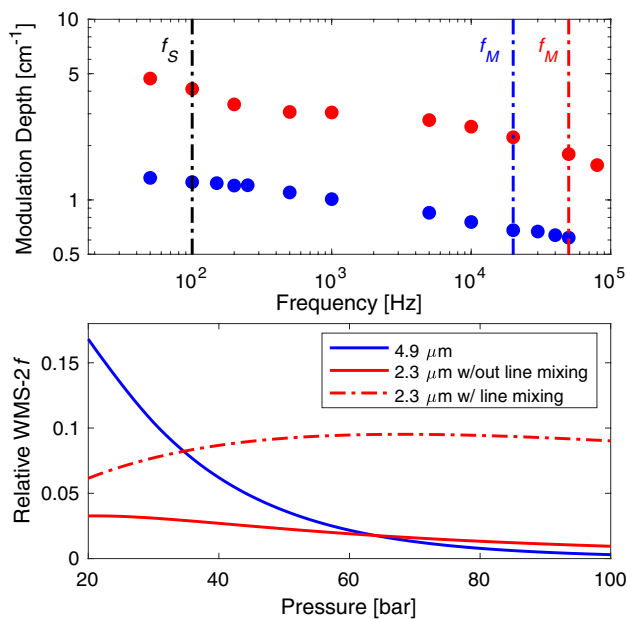 10
5
1
0.5
Modulation Depth [cm⁻¹]
f_S
f_M
f_M
10²
10³
10⁴
10⁵
Frequency [Hz]
0.15
0.1
0.05
0
Relative WMS-2f
4.9 μm
2.3 μm w/out line mixing
2.3 μm w/ line mixing
20
40
60
80
100
Pressure [bar]